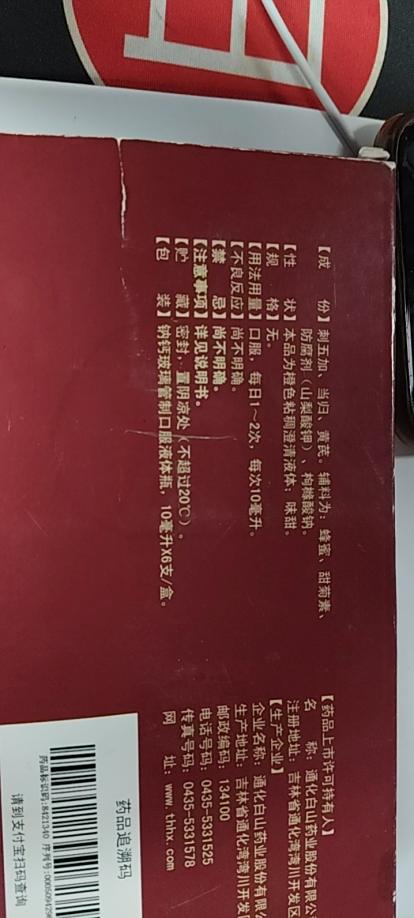 【成　　份】刺五加、当归、黄芪。辅料为：蜂蜜、甜菊素、
防腐剂（山梨酸钾）、枸橼酸钠。
【性　　状】本品为橙色粘稠澄清液体；味甜。
【规　　格】无。
【用法用量】口服，每日1～2次，每次10毫升。
【不良反应】尚不明确。
【禁　　忌】尚不明确。
【注意事项】详见说明书。
【贮　　藏】密封，置阴凉处（不超过20℃）。
【包　　装】钠钙玻璃管制口服液体瓶，10毫升X6支/盒。
【药品上市许可持有人】
名　　称：通化白山药业股份有限公
注册地址：吉林省通化湾湾川开发区
【生产企业】
企业名称：通化白山药业股份有限
生产地址：吉林省通化湾湾川开发
邮政编码：134100
电话号码：0435-5331525
传真号码：0435-5331578
网　　址：www.thhx.com
药品追溯码
药品标识码:8421340 序列号:
请到支付宝扫码查询